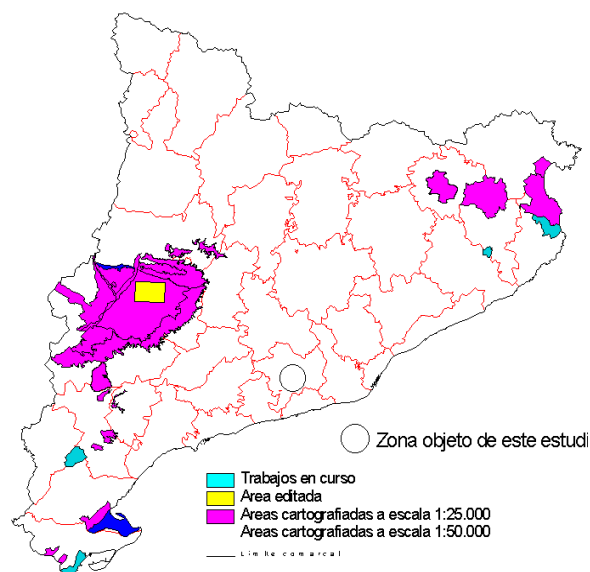 Zona objeto de este estudi
Trabajos en curso
Area editada
Areas cartografiadas a escala 1:25.000
Areas cartografiadas a escala 1:50.000
Limite comarcal